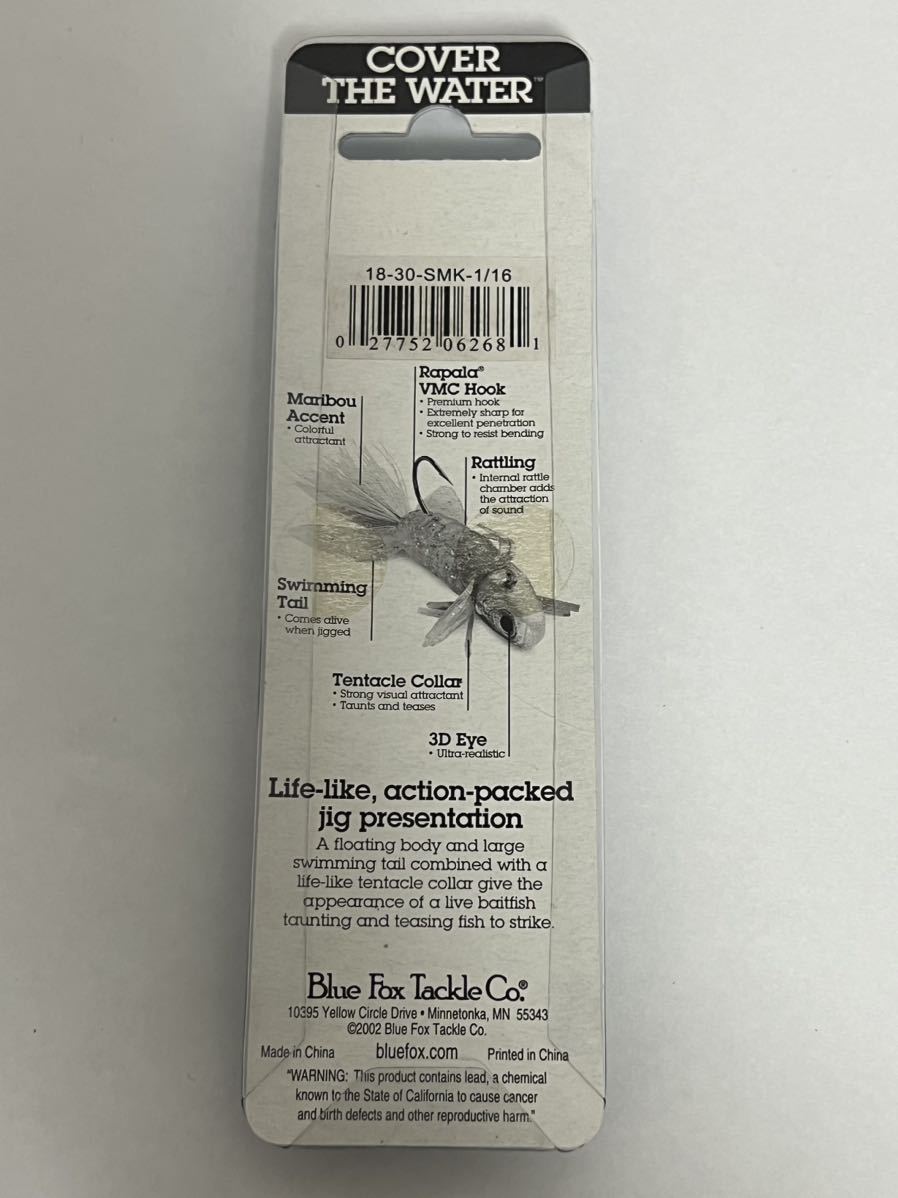 COVER
THE WATER™
18-30-SMK-1/16
0 27752 06268 1
Rapala®
VMC Hook
• Premium hook
• Extremely sharp for
excellent penetration
• Strong to resist bending
Maribou
Accent
• Colorful
attractant
Rattling
• Internal rattle
chamber adds
the attraction
of sound
Swimming
Tail
• Comes alive
when jigged
Tentacle Collar
• Strong visual attractant
• Taunts and teases
3D Eye
• Ultra-realistic
Life-like, action-packed
jig presentation
A floating body and large
swimming tail combined with a
life-like tentacle collar give the
appearance of a live baitfish
taunting and teasing fish to strike.
Blue Fox Tackle Co.®
10395 Yellow Circle Drive • Minnetonka, MN 55343
©2002 Blue Fox Tackle Co.
Made in China bluefox.com Printed in China
"WARNING: This product contains lead, a chemical
known to the State of California to cause cancer
and birth defects and other reproductive harm."